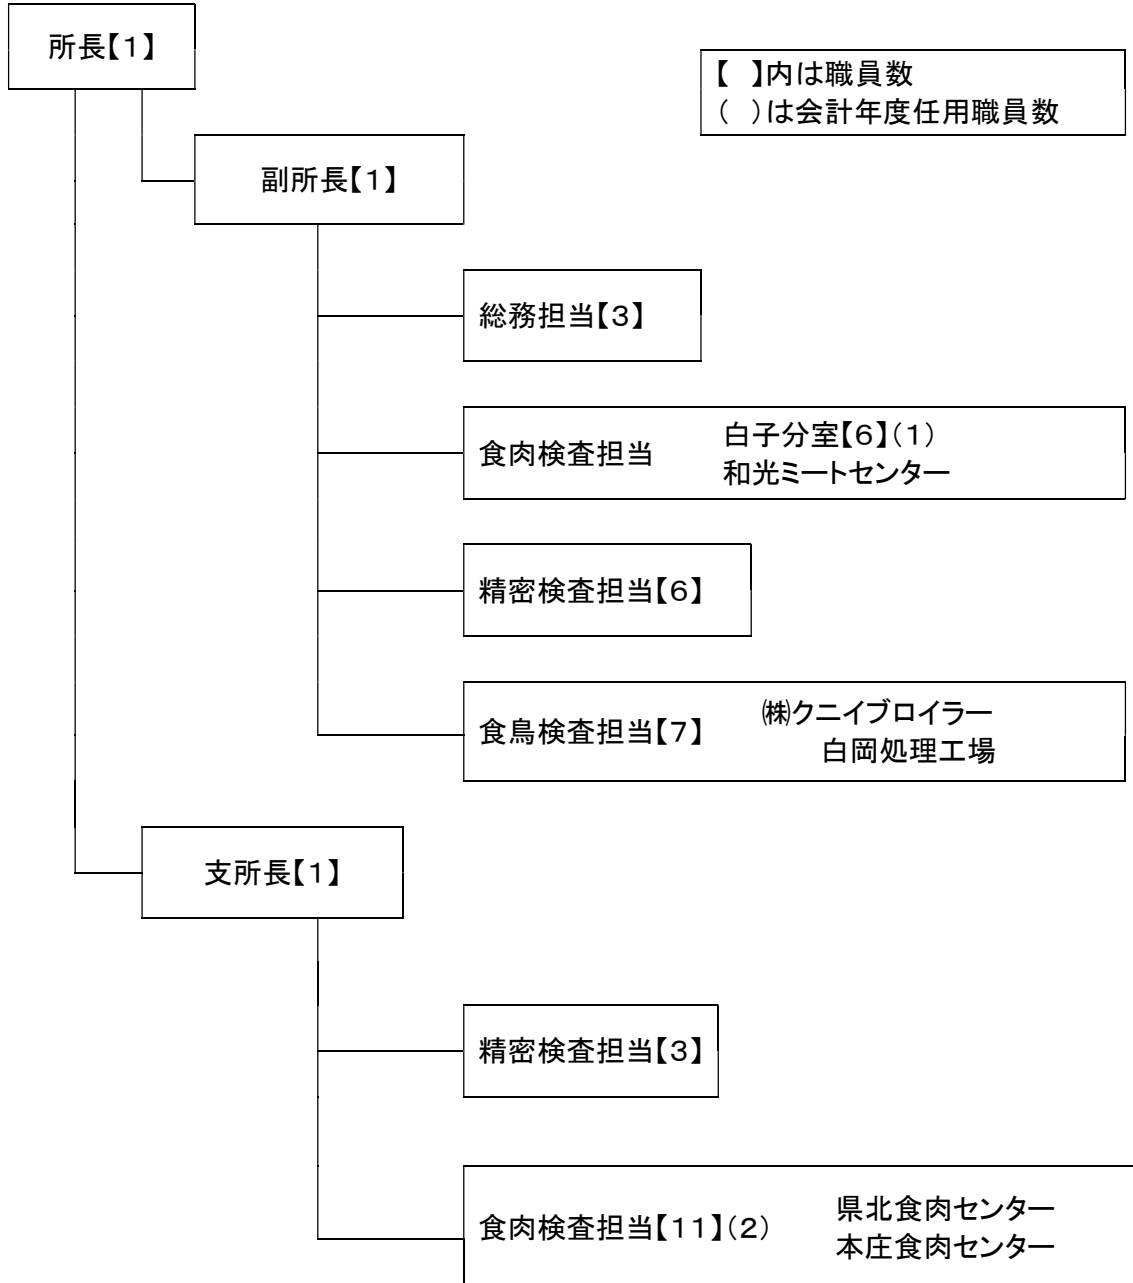 所長【１】
【　】内は職員数
（　）は会計年度任用職員数
副所長【１】
総務担当【３】
食肉検査担当　白子分室【６】（１）
和光ミートセンター
精密検査担当【６】
食鳥検査担当【７】　㈱クニイブロイラー
白岡処理工場
支所長【１】
精密検査担当【３】
食肉検査担当【11】（２）　県北食肉センター
本庄食肉センター